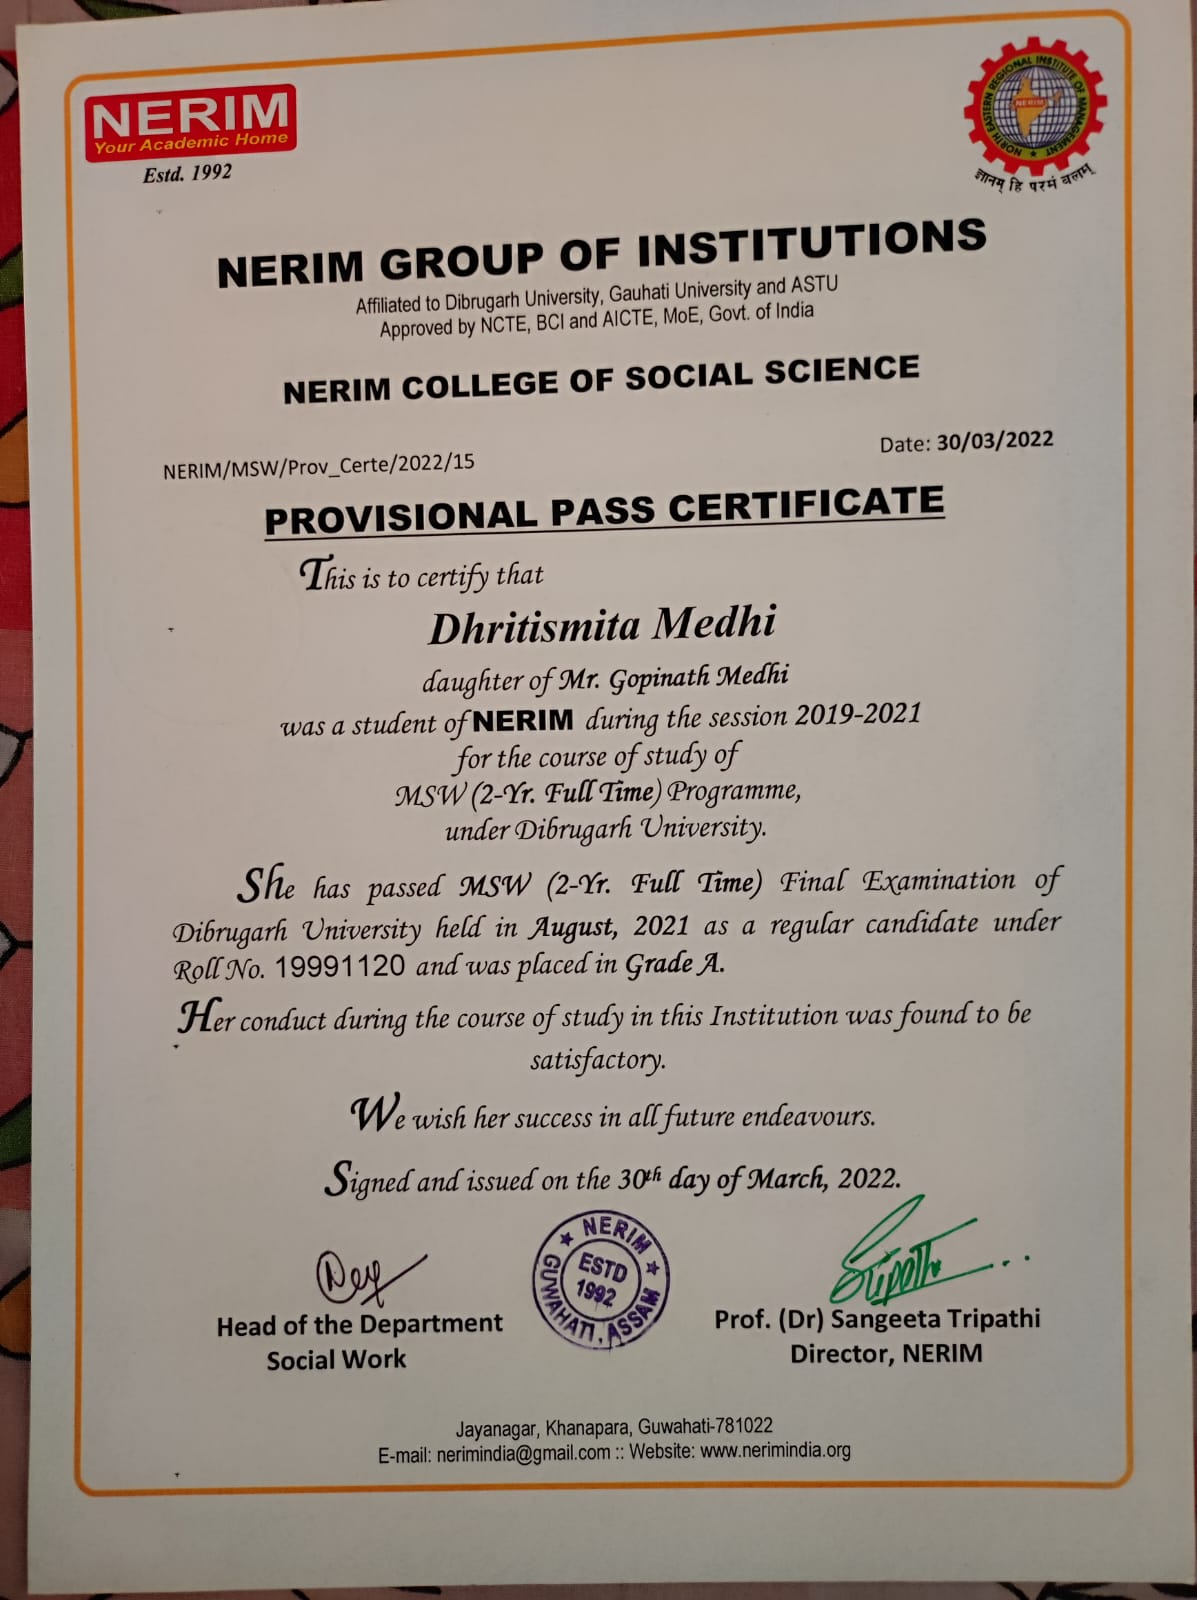 NERIM
Your Academic Home
Estd. 1992
NORTH EASTERN REGIONAL INSTITUTE OF MANAGEMENT
NERIM
ज्ञानम् हि परमं बलम्
NERIM GROUP OF INSTITUTIONS
Affiliated to Dibrugarh University, Gauhati University and ASTU
Approved by NCTE, BCI and AICTE, MoE, Govt. of India
NERIM COLLEGE OF SOCIAL SCIENCE
NERIM/MSW/Prov_Certe/2022/15
Date: 30/03/2022
PROVISIONAL PASS CERTIFICATE
This is to certify that
Dhritismita Medhi
daughter of Mr. Gopinath Medhi
was a student of NERIM during the session 2019-2021
for the course of study of
MSW (2-Yr. Full Time) Programme,
under Dibrugarh University.
She has passed MSW (2-Yr. Full Time) Final Examination of
Dibrugarh University held in August, 2021 as a regular candidate under
Roll No. 19991120 and was placed in Grade A.
Her conduct during the course of study in this Institution was found to be
satisfactory.
We wish her success in all future endeavours.
Signed and issued on the 30th day of March, 2022.
NERIM
ESTD
1992
GUWAHATI, ASSAM
Dey
Stripathi
Head of the Department
Social Work
Prof. (Dr) Sangeeta Tripathi
Director, NERIM
Jayanagar, Khanapara, Guwahati-781022
E-mail: nerimindia@gmail.com :: Website: www.nerimindia.org